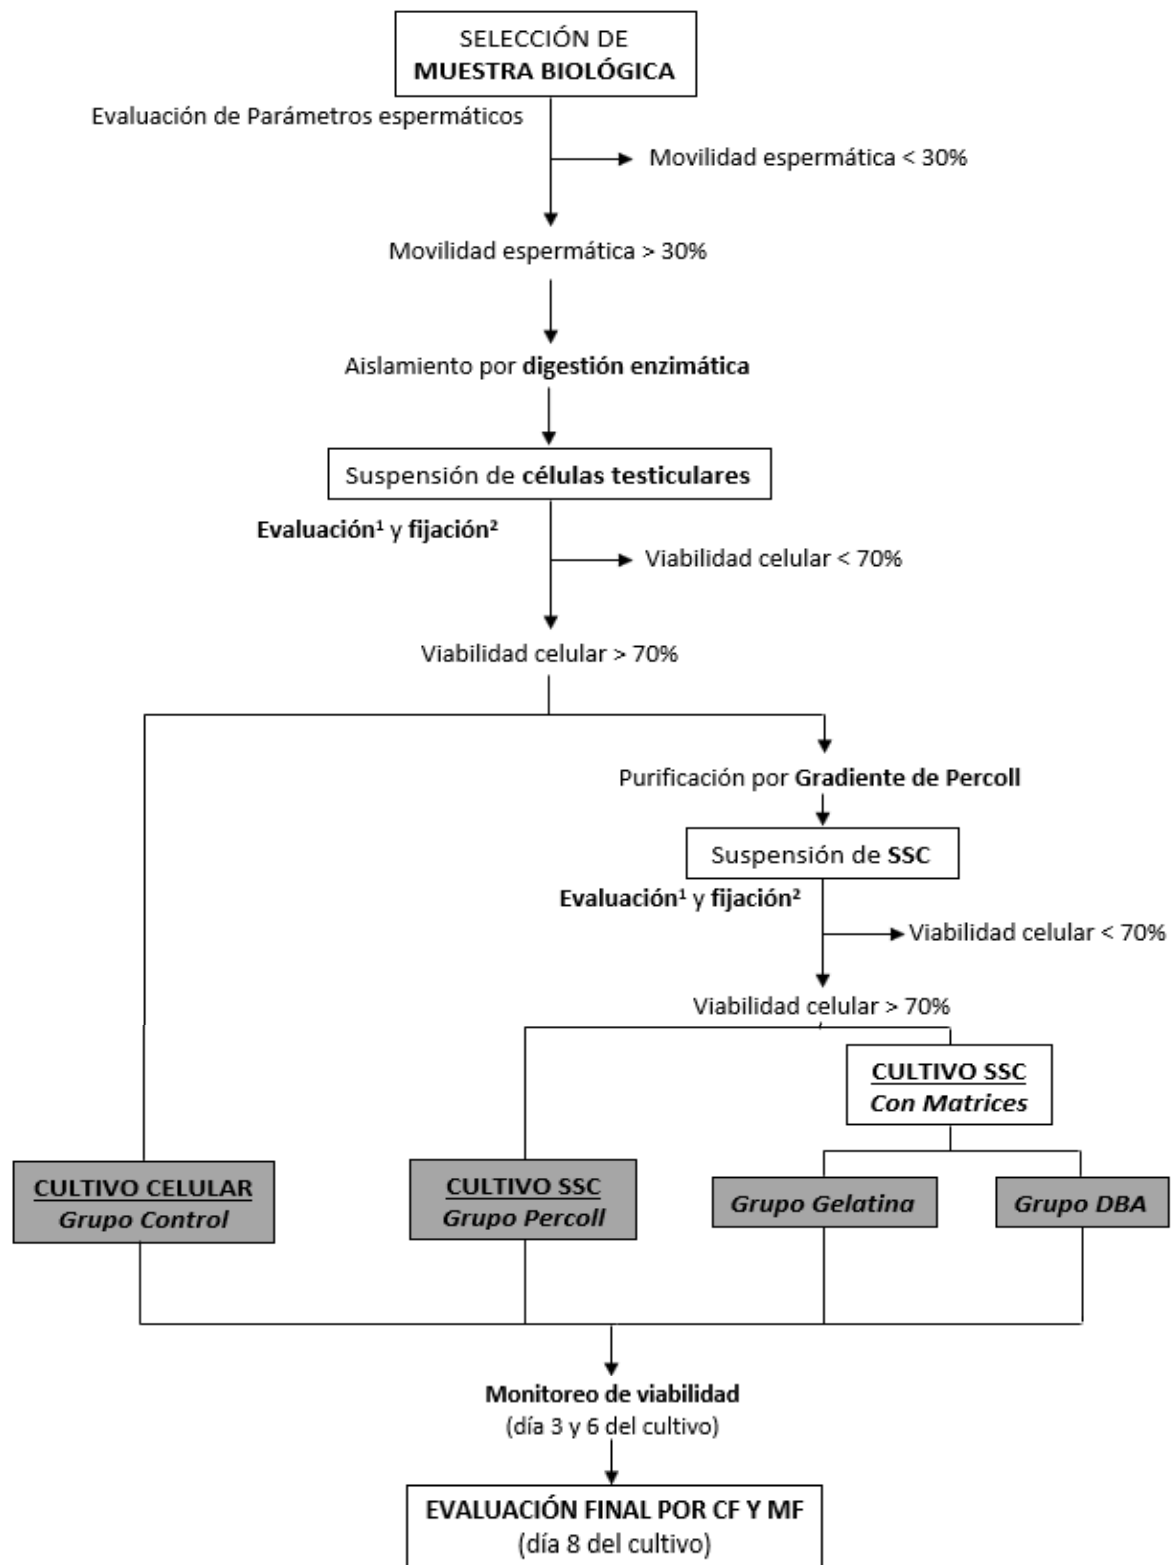 SELECCIÓN DE
MUESTRA BIOLÓGICA
Evaluación de Parámetros espermáticos
Movilidad espermática < 30%
Movilidad espermática > 30%
Aislamiento por digestión enzimática
Suspensión de células testiculares
Evaluación¹ y fijación²
Viabilidad celular < 70%
Viabilidad celular > 70%
Purificación por Gradiente de Percoll
Suspensión de SSC
Evaluación¹ y fijación²
Viabilidad celular < 70%
Viabilidad celular > 70%
CULTIVO SSC
Con Matrices
CULTIVO CELULAR
Grupo Control
CULTIVO SSC
Grupo Percoll
Grupo Gelatina
Grupo DBA
Monitoreo de viabilidad
(día 3 y 6 del cultivo)
EVALUACIÓN FINAL POR CF Y MF
(día 8 del cultivo)